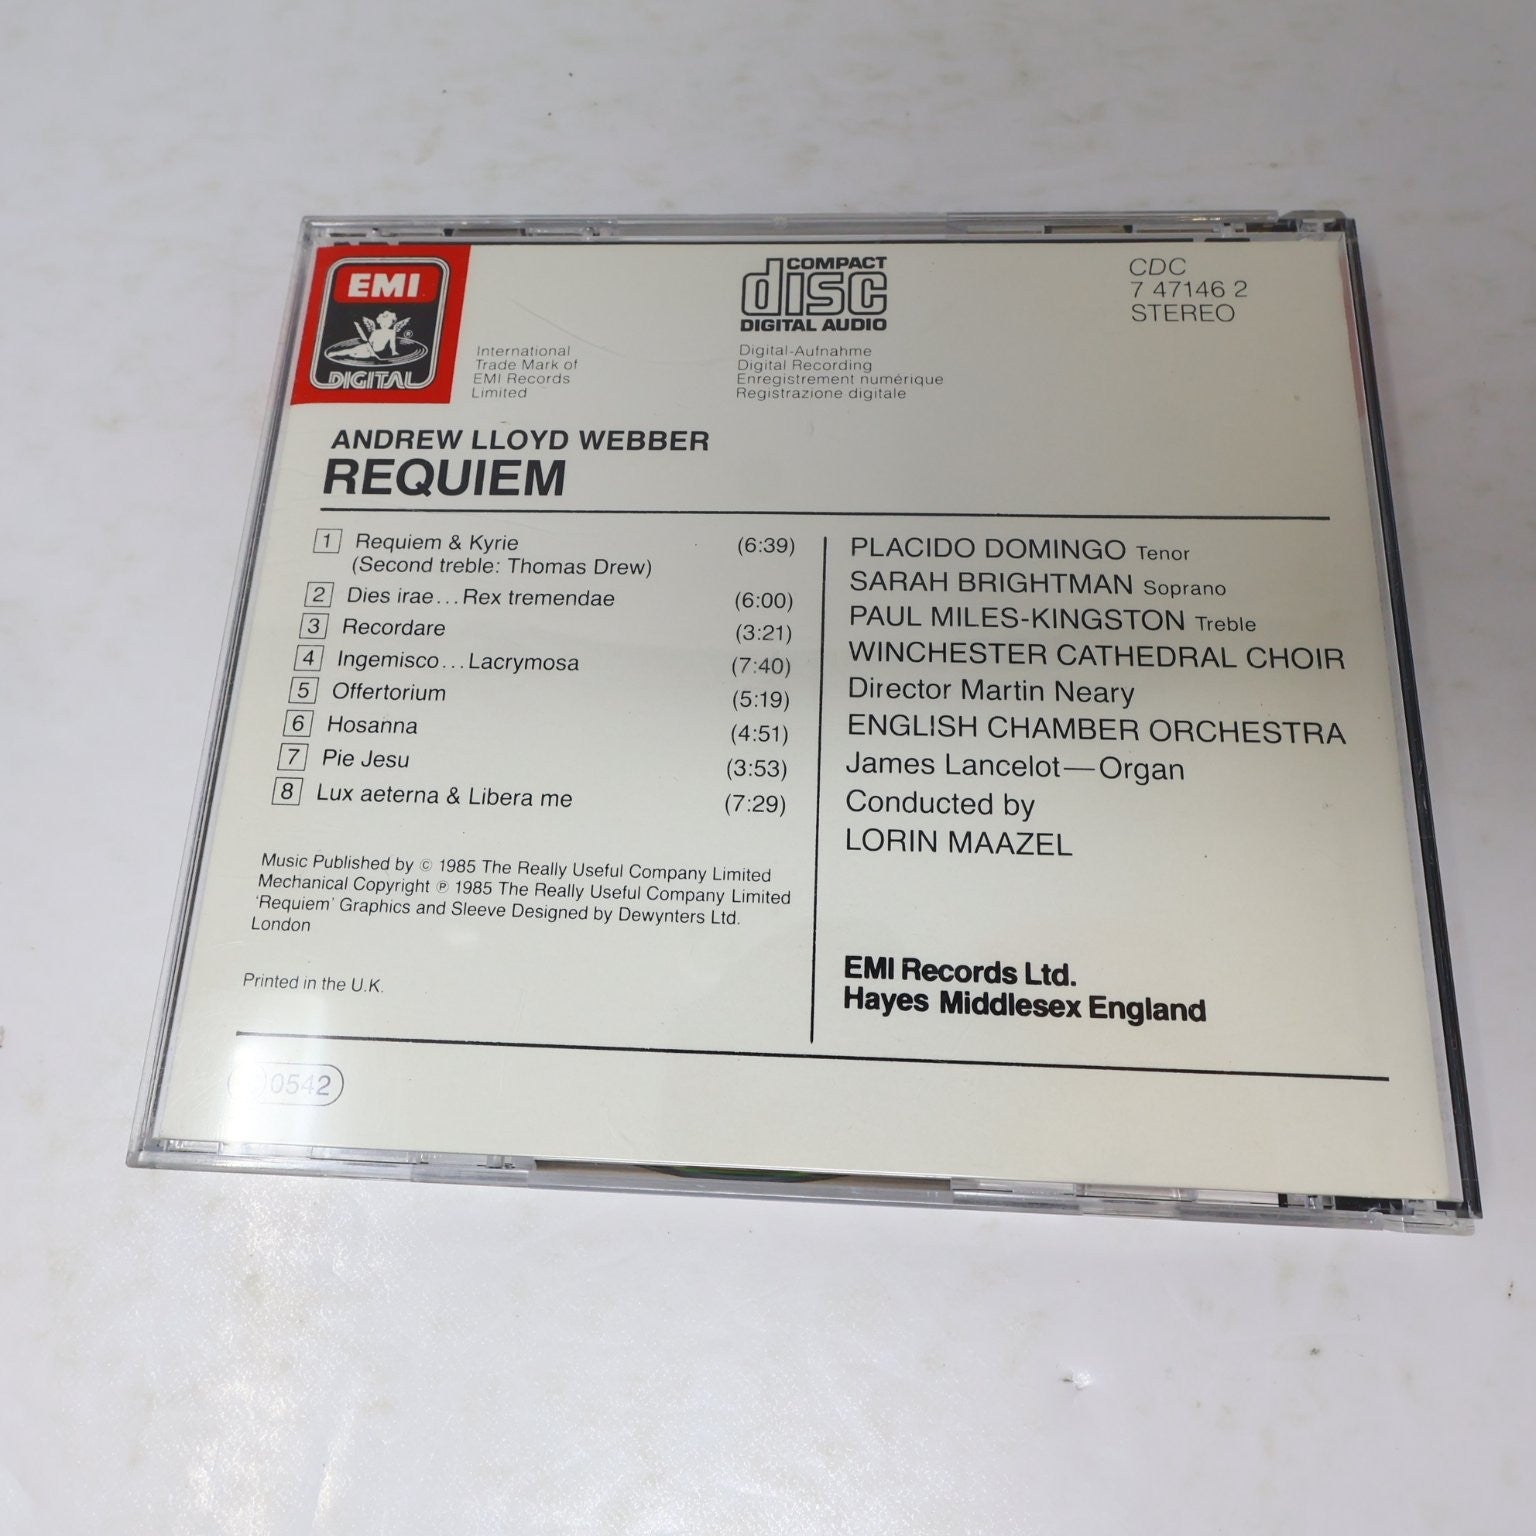 EMI
®
DIGITAL
International
Trade Mark of
EMI Records
Limited
COMPACT
disc
DIGITAL AUDIO
Digital-Aufnahme
Digital Recording
Enregistrement numérique
Registrazione digitale
CDC
7 47146 2
STEREO
ANDREW LLOYD WEBBER
REQUIEM
1 Requiem & Kyrie (6:39)
(Second treble: Thomas Drew)
2 Dies irae...Rex tremendae (6:00)
3 Recordare (3:21)
4 Ingemisco...Lacrymosa (7:40)
5 Offertorium (5:19)
6 Hosanna (4:51)
7 Pie Jesu (3:53)
8 Lux aeterna & Libera me (7:29)
Music Published by © 1985 The Really Useful Company Limited
Mechanical Copyright ℗ 1985 The Really Useful Company Limited
'Requiem' Graphics and Sleeve Designed by Dewynters Ltd.
London
Printed in the U.K.
PLACIDO DOMINGO Tenor
SARAH BRIGHTMAN Soprano
PAUL MILES-KINGSTON Treble
WINCHESTER CATHEDRAL CHOIR
Director Martin Neary
ENGLISH CHAMBER ORCHESTRA
James Lancelot—Organ
Conducted by
LORIN MAAZEL
EMI Records Ltd.
Hayes Middlesex England
0542